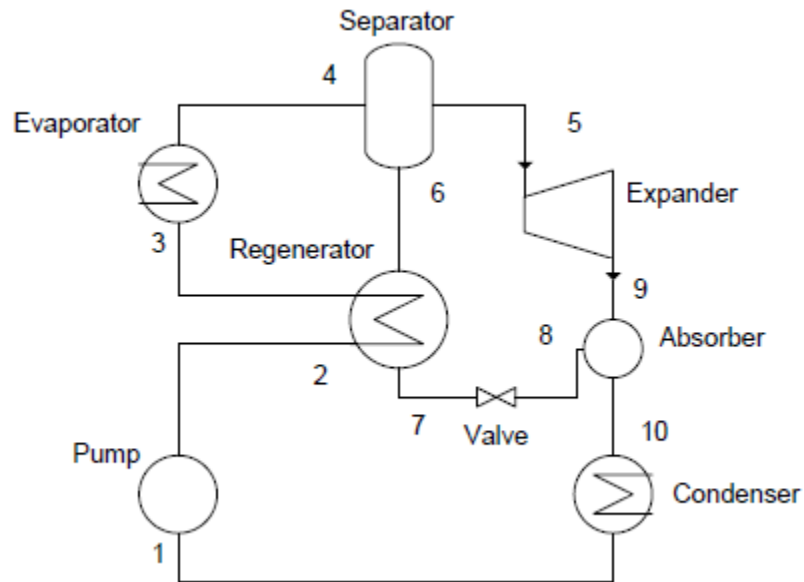 Separator
4
5
Evaporator
6
Expander
3
Regenerator
9
8
Absorber
2
7
Valve
10
Pump
Condenser
1